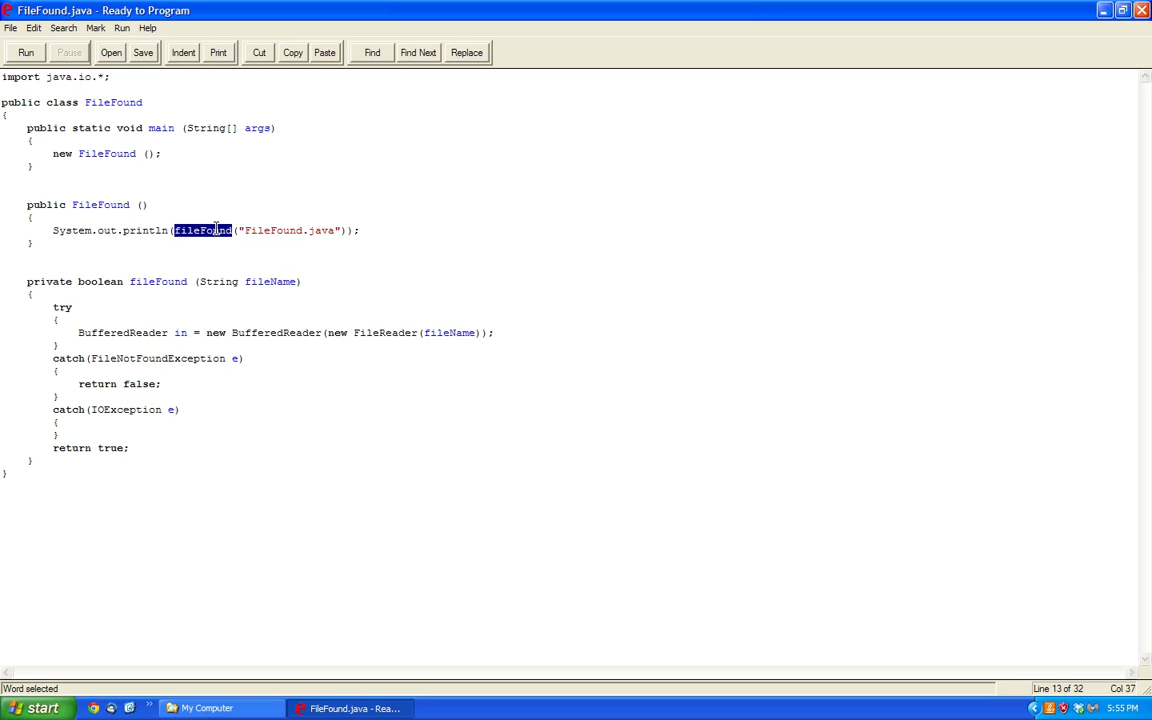 FileFound.java - Ready to Program
File Edit Search Mark Run Help
Run Pause Open Save Indent Print Cut Copy Paste Find Find Next Replace
import java.io.*;
public class FileFound
{
public static void main (String[] args)
{
new FileFound ();
}
public FileFound ()
{
System.out.println(fileFound("FileFound.java"));
}
private boolean fileFound (String fileName)
{
try
{
BufferedReader in = new BufferedReader(new FileReader(fileName));
}
catch(FileNotFoundException e)
{
return false;
}
catch(IOException e)
{
}
return true;
}
}
Word selected Line 13 of 32 Col 37
start My Computer FileFound.java - Rea... 5:55 PM